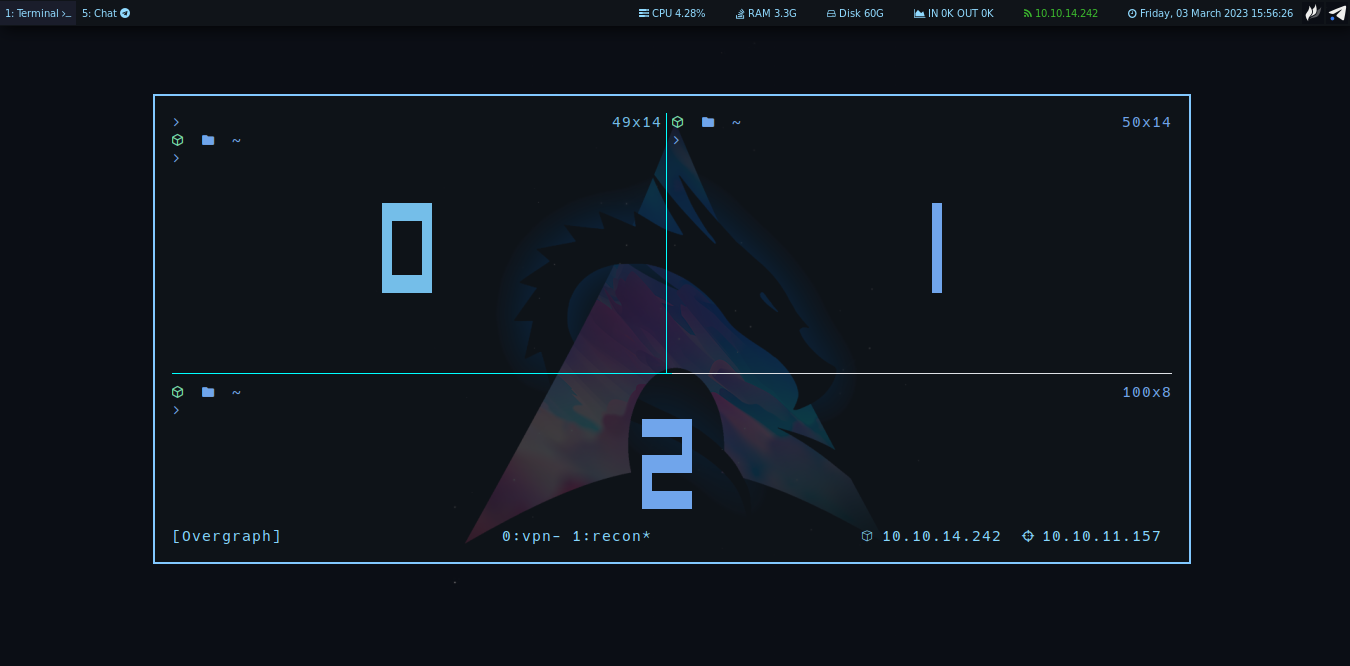 1: Terminal >_ 5: Chat CPU 4.28% RAM 3.3G Disk 60G IN 0K OUT 0K 10.10.14.242 Friday, 03 March 2023 15:56:26
> 49x14 ~ 50x14
~ >
>
0 1
~ 100x8
>
2
[Overgraph] 0:vpn- 1:recon* 10.10.14.242 10.10.11.157